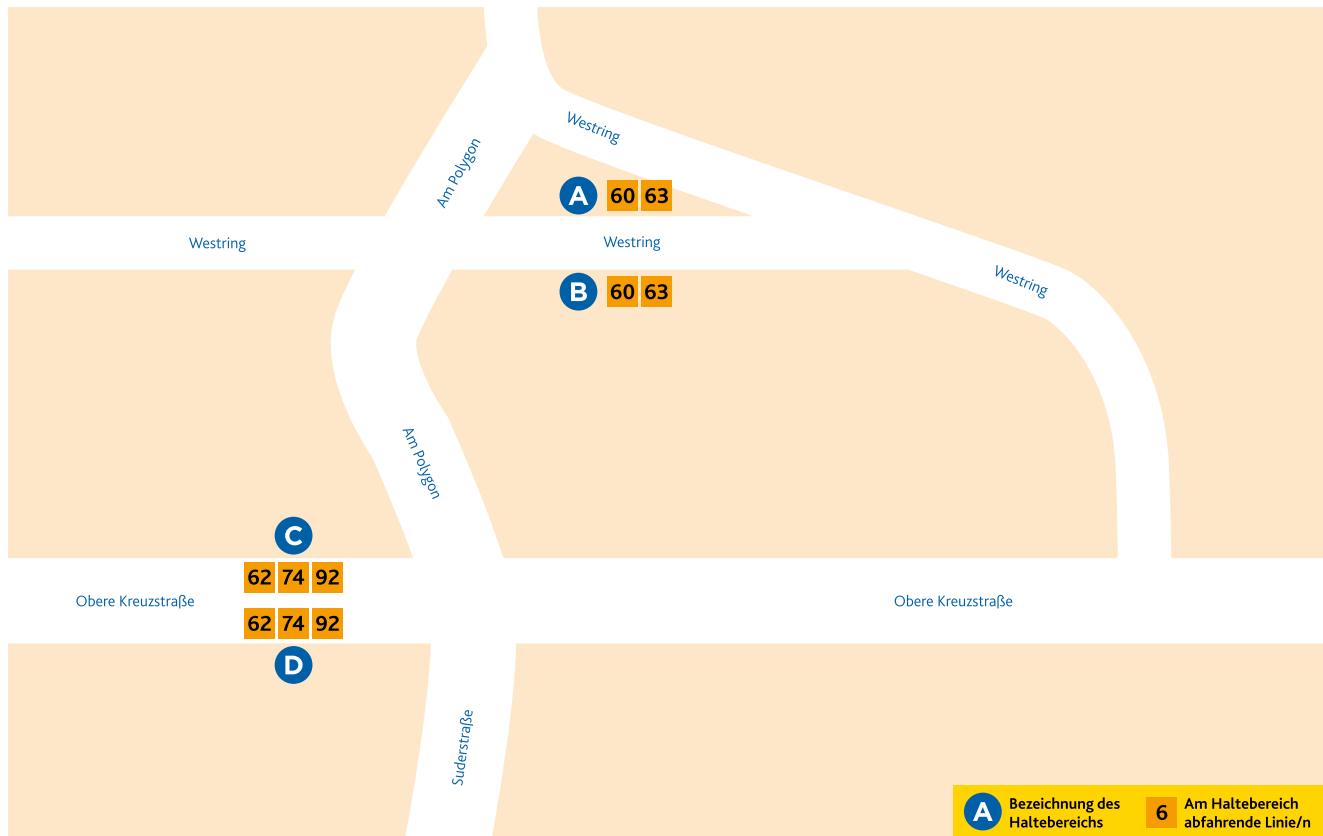 Westring
Am Polygon
A 60 63
Westring
Westring
Westring
B 60 63
Am Polygon
C
62 74 92
Obere Kreuzstraße
Obere Kreuzstraße
62 74 92
D
Suderstraße
A Bezeichnung des
Haltebereichs
6 Am Haltebereich
abfahrende Linie/n